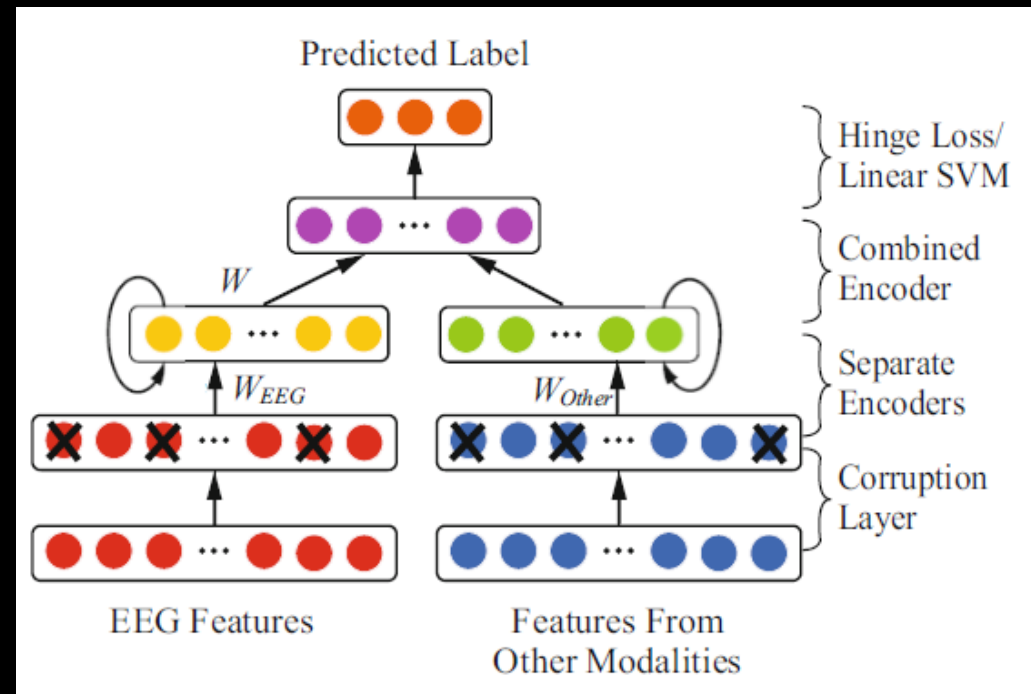 Predicted Label
Hinge Loss/
Linear SVM
Combined
Encoder
W
Separate
Encoders
W_EEG
W_Other
Corruption
Layer
EEG Features
Features From
Other Modalities